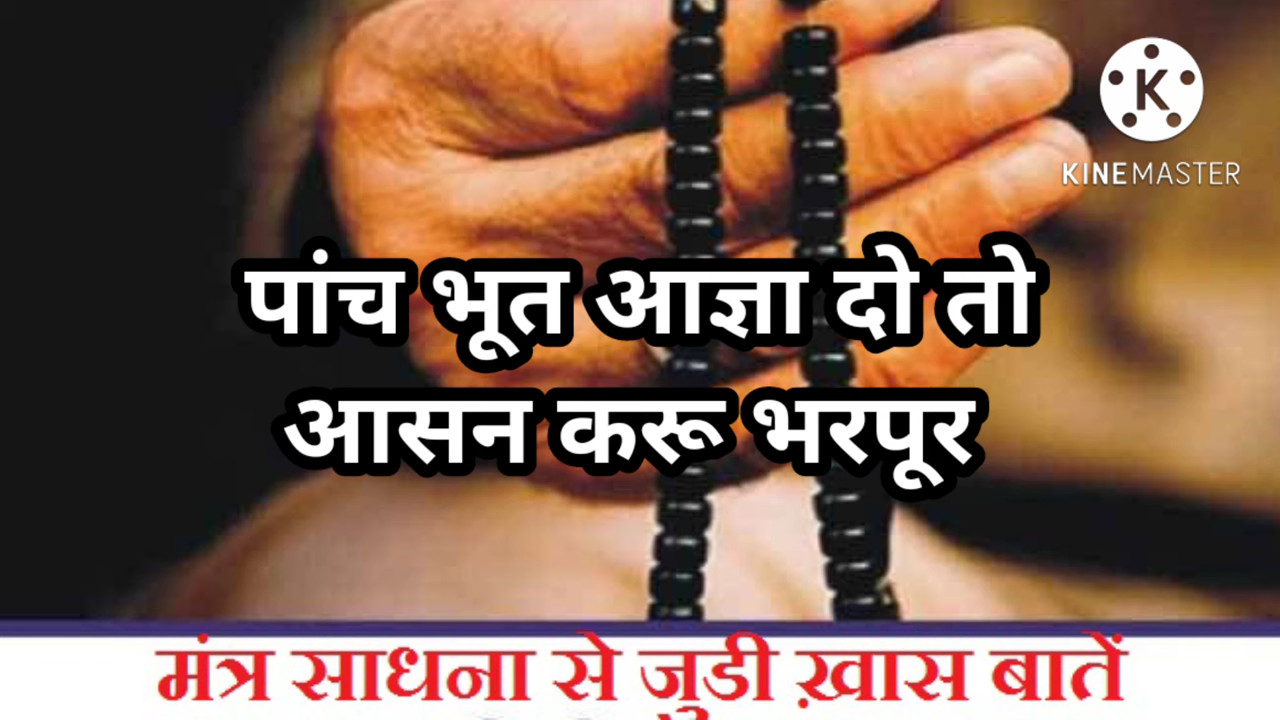 K
KINEMASTER
पांच भूत आज्ञा दो तो
आसन करू भरपूर
मंत्र साधना से जुडी ख़ास बातें